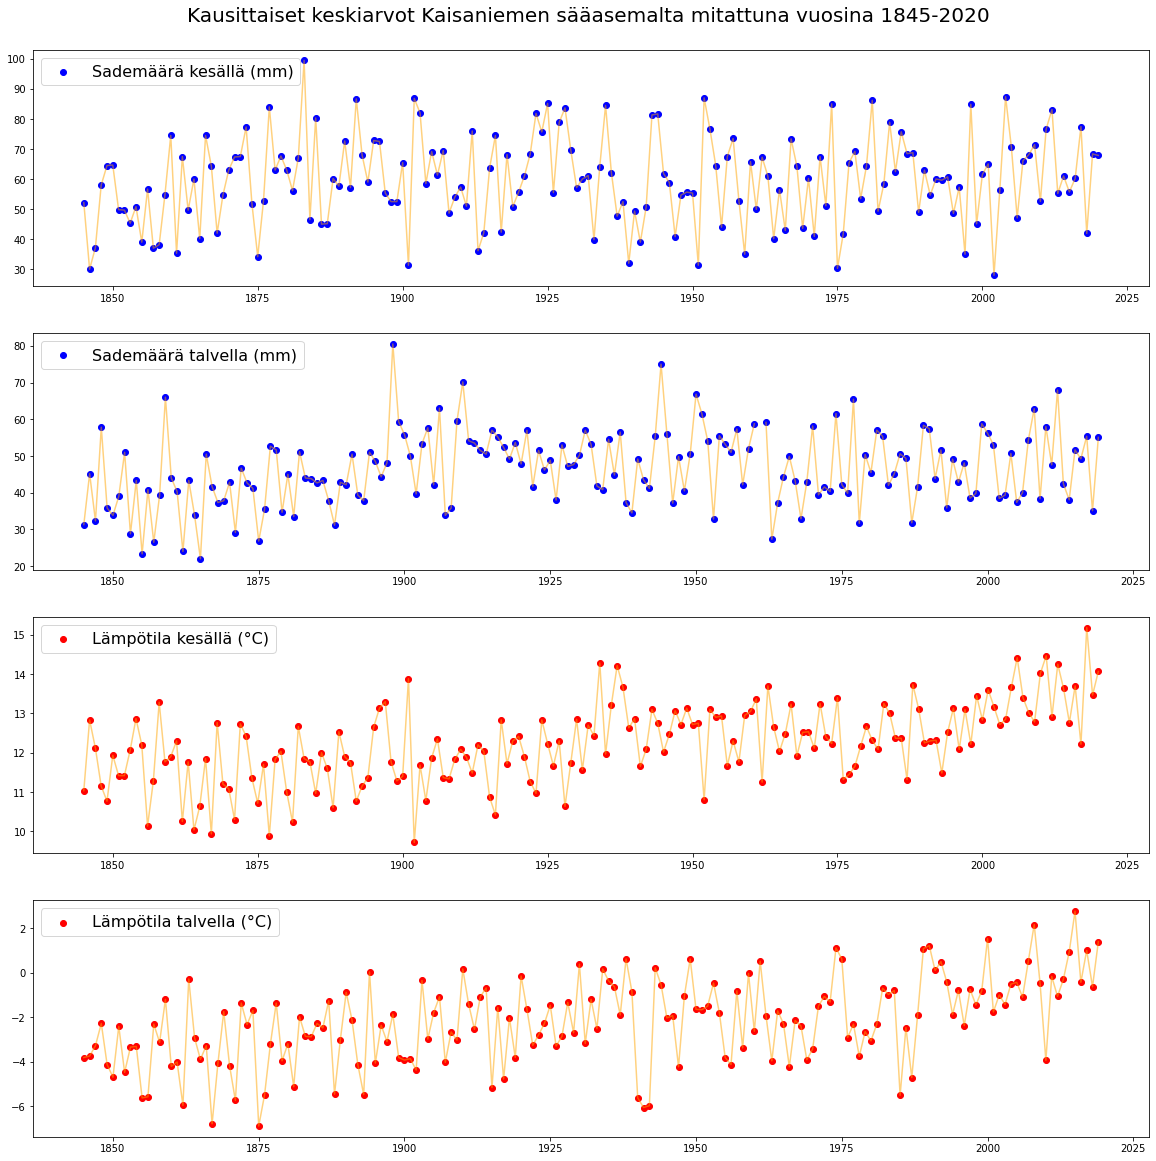 Kausittaiset keskiarvot Kaisaniemen sääasemalta mitattuna vuosina 1845-2020
Sademäärä kesällä (mm)
100
90
80
70
60
50
40
30
1850 1875 1900 1925 1950 1975 2000 2025
Sademäärä talvella (mm)
80
70
60
50
40
30
20
1850 1875 1900 1925 1950 1975 2000 2025
Lämpötila kesällä (°C)
15
14
13
12
11
10
1850 1875 1900 1925 1950 1975 2000 2025
Lämpötila talvella (°C)
2
0
−2
−4
−6
1850 1875 1900 1925 1950 1975 2000 2025